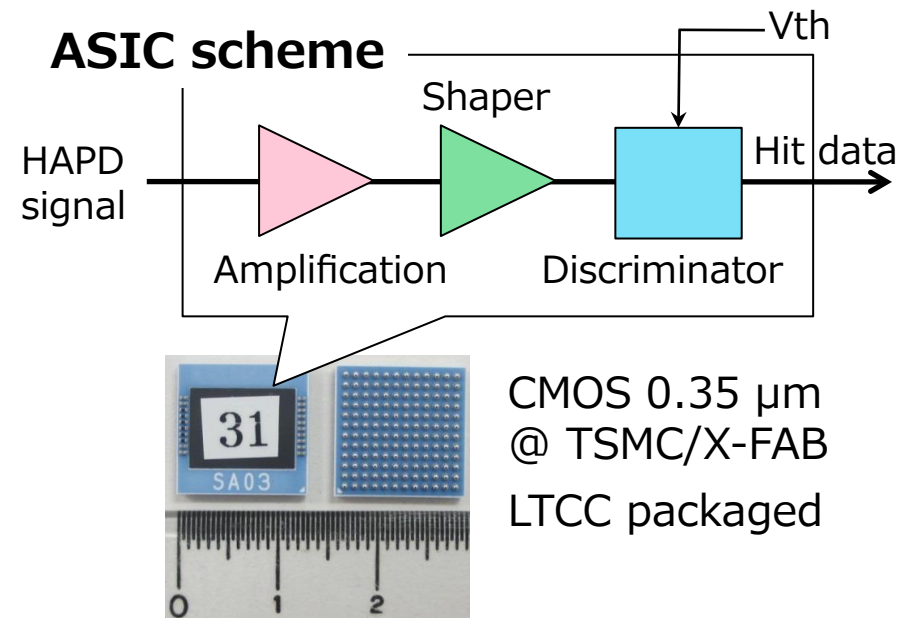 ASIC scheme
Vth
Shaper
HAPD
signal
Hit data
Amplification
Discriminator
31
SA03
0 1 2
CMOS 0.35 μm
@ TSMC/X-FAB
LTCC packaged